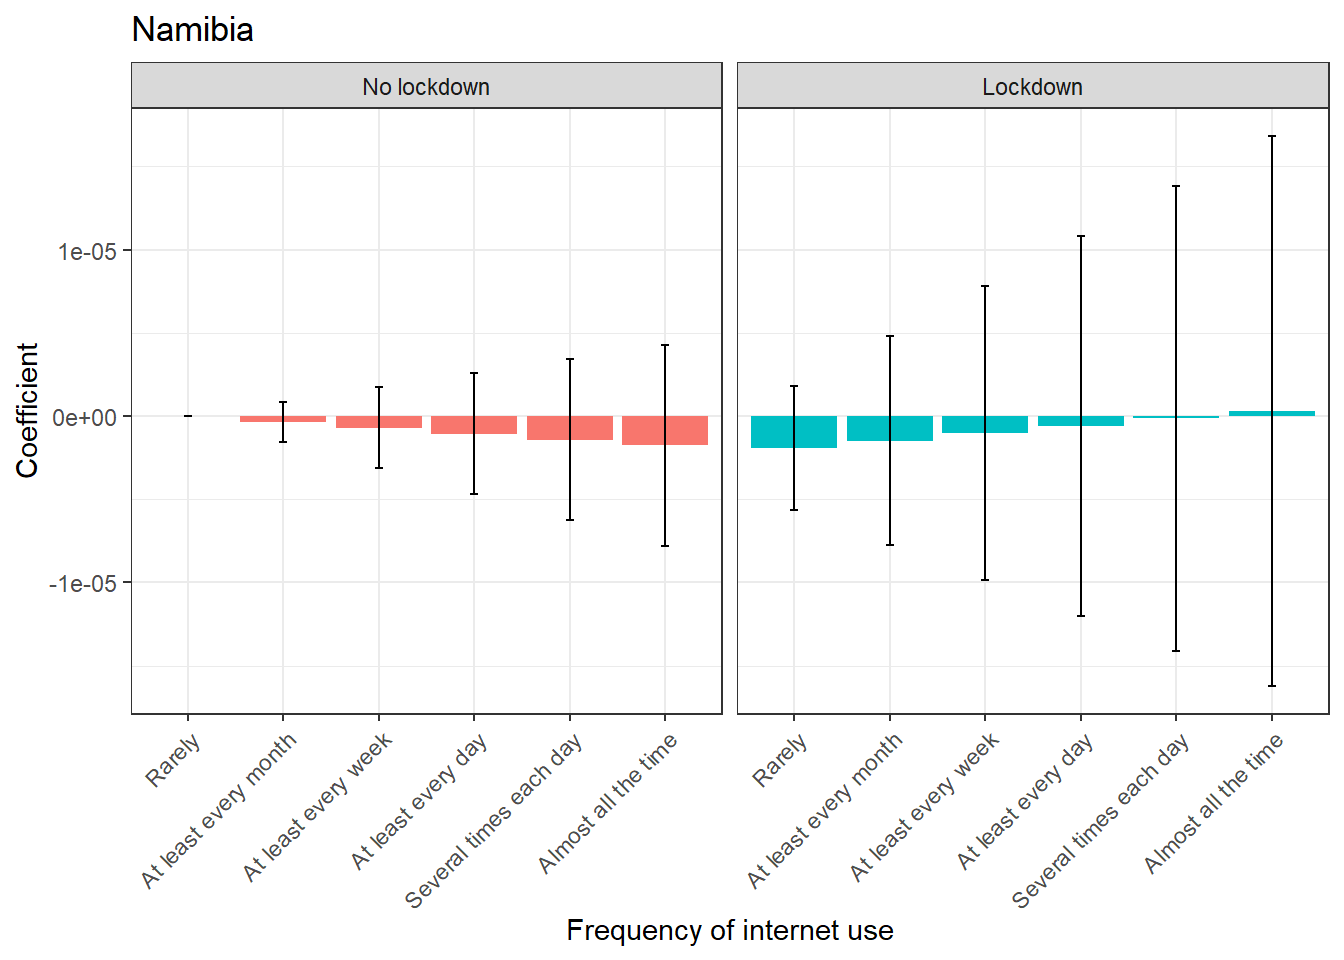 Namibia
No lockdown
Lockdown
Coefficient
1e-05
0e+00
-1e-05
Rarely
At least every month
At least every week
At least every day
Several times each day
Almost all the time
Rarely
At least every month
At least every week
At least every day
Several times each day
Almost all the time
Frequency of internet use